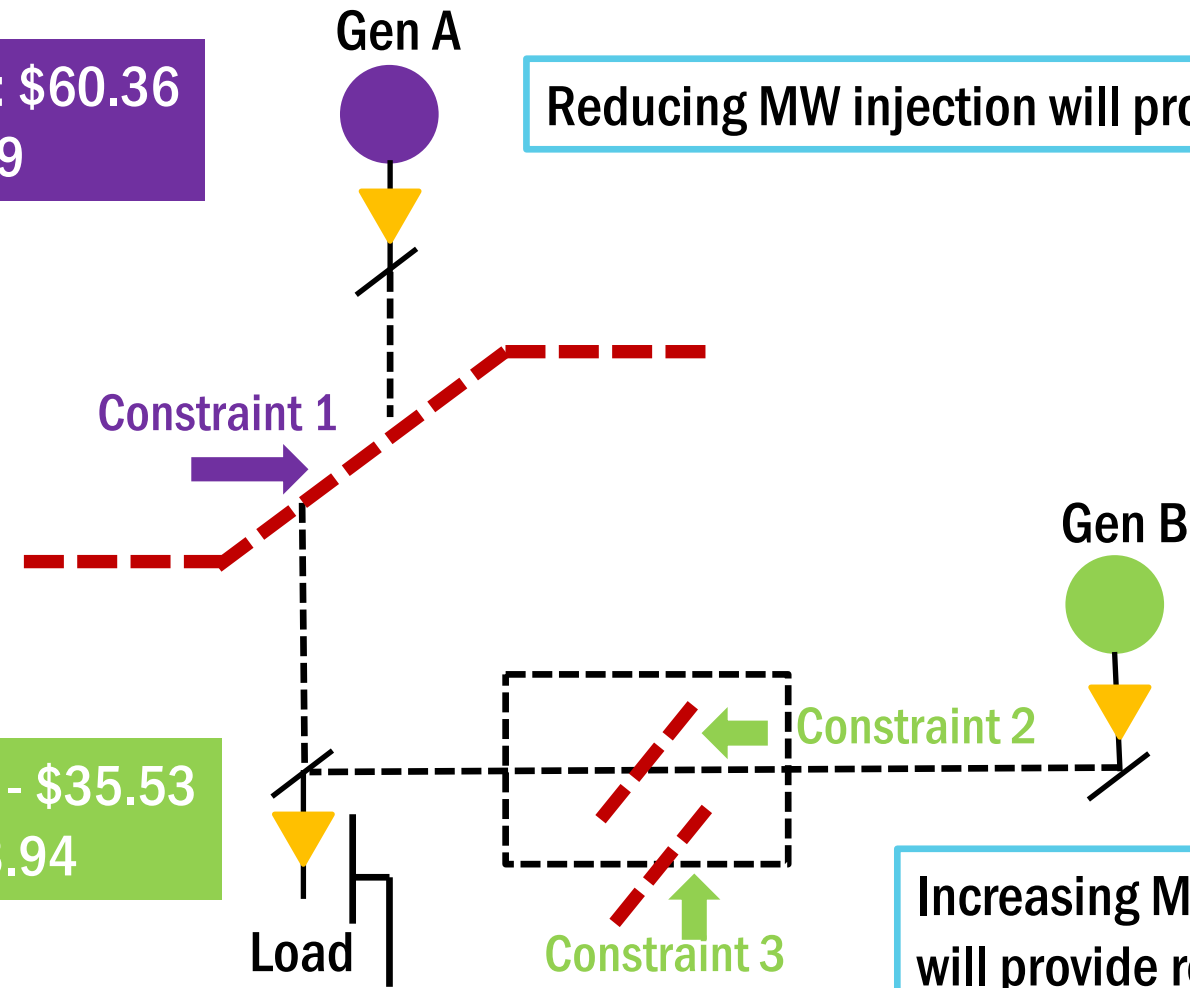 Gen A
: $60.36
9
Reducing MW injection will
Constraint 1
Gen B
- $35.53
.94
Constraint 2
Increasing
will provide
Load
Constraint 3